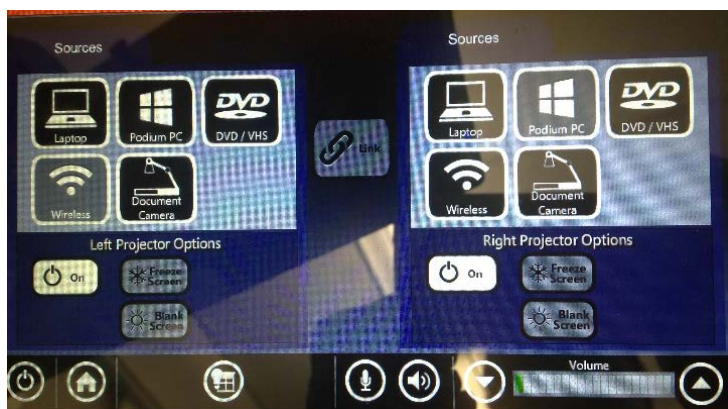 Sources
Laptop
Podium PC
DVD
DVD / VHS
Wireless
Document
Camera
Left Projector Options
On
Freeze
Screen
Blank
Screen
Link
Sources
Laptop
Podium PC
DVD
DVD / VHS
Wireless
Document
Camera
Right Projector Options
On
Freeze
Screen
Blank
Screen
Volume